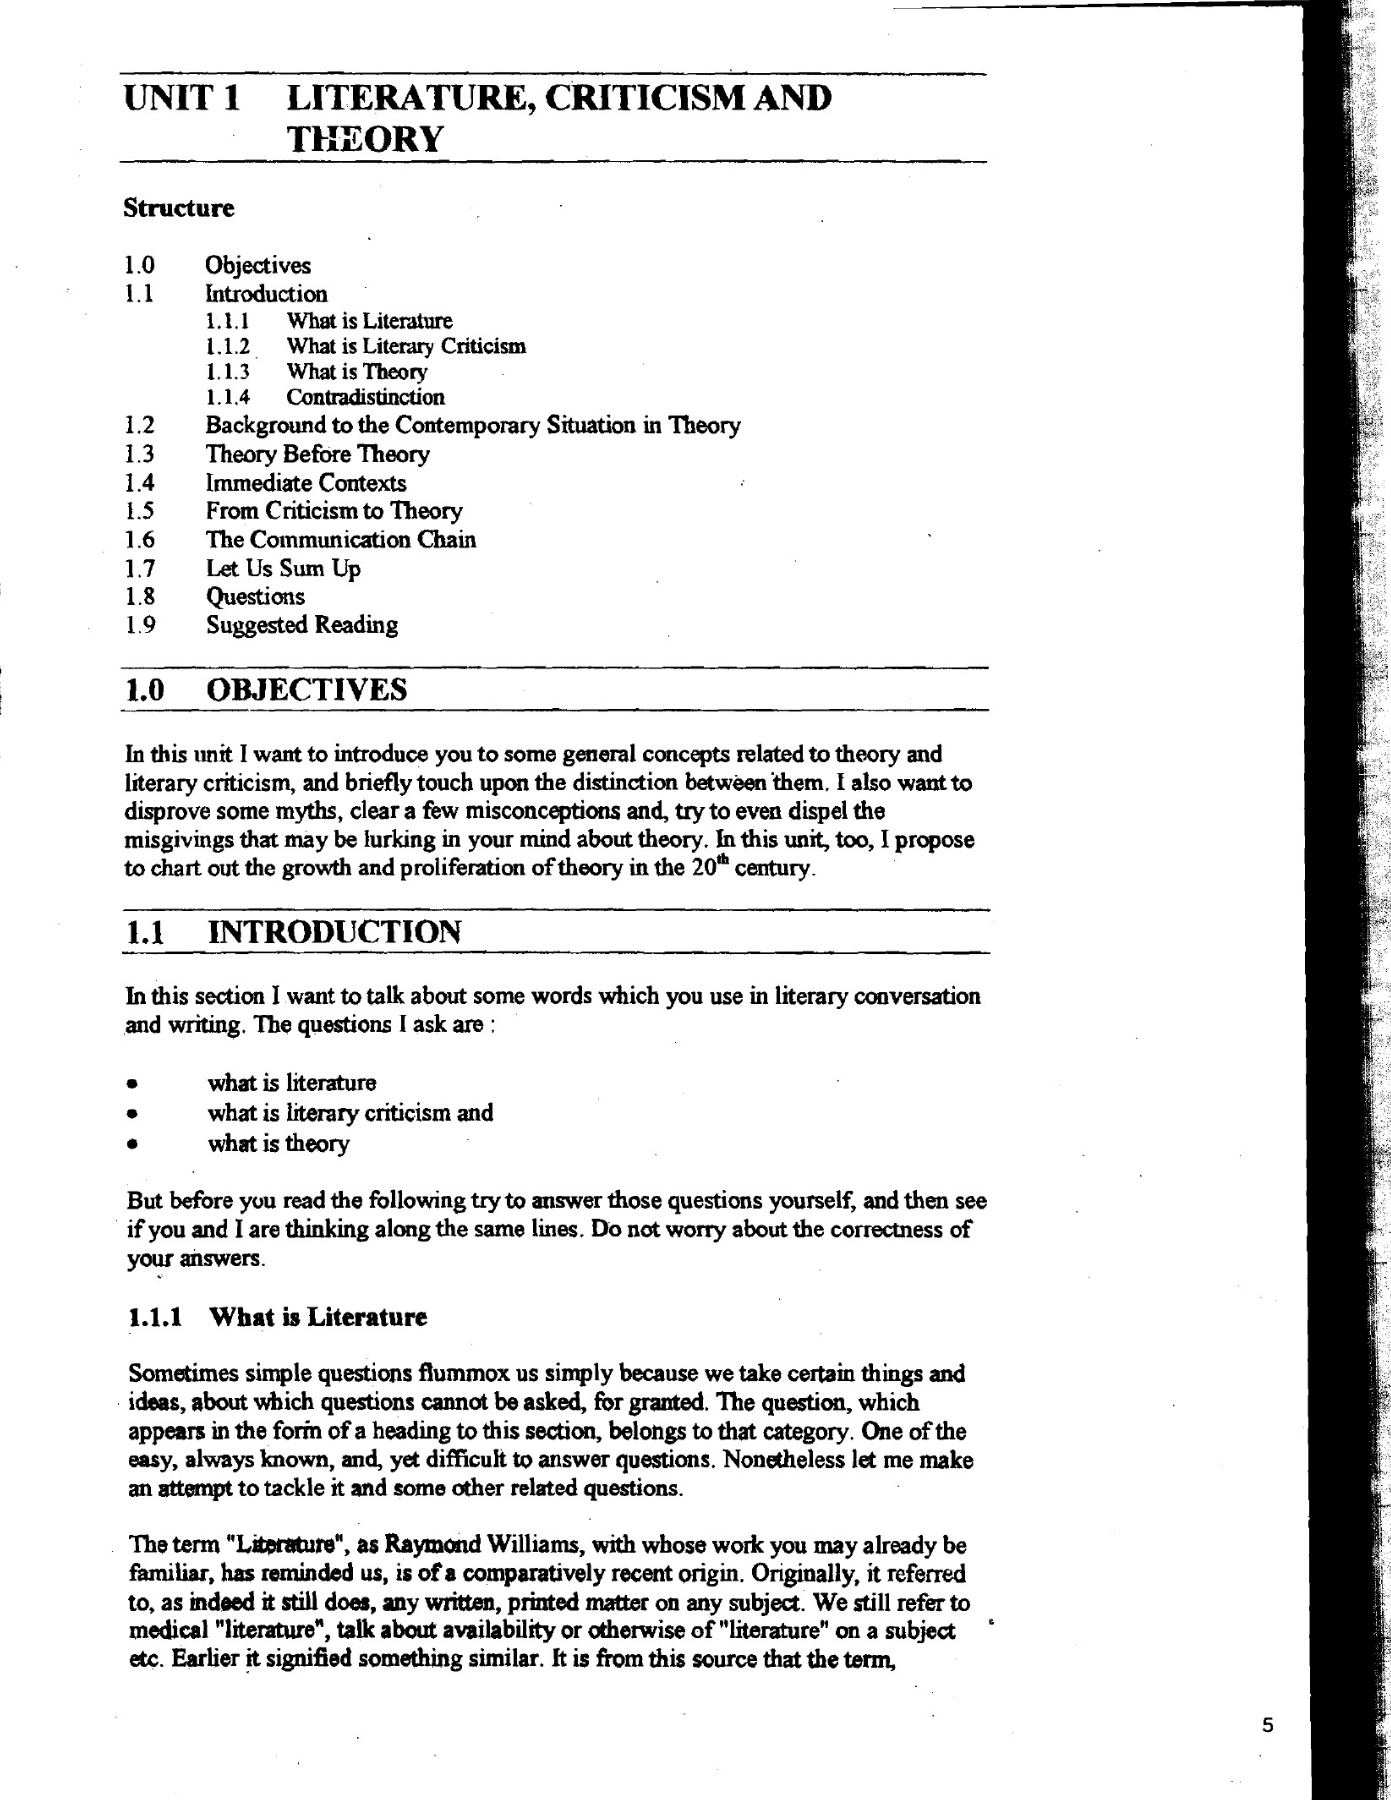 UNIT 1 LITERATURE, CRITICISM AND
THEORY
Structure
1.0 Objectives
1.1 Introduction
1.1.1 What is Literature
1.1.2 What is Literary Criticism
1.1.3 What is Theory
1.1.4 Contradistinction
1.2 Background to the Contemporary Situation in Theory
1.3 Theory Before Theory
1.4 Immediate Contexts
1.5 From Criticism to Theory
1.6 The Communication Chain
1.7 Let Us Sum Up
1.8 Questions
1.9 Suggested Reading
1.0 OBJECTIVES
In this unit I want to introduce you to some general concepts related to theory and
literary criticism, and briefly touch upon the distinction between them. I also want to
disprove some myths, clear a few misconceptions and, try to even dispel the
misgivings that may be lurking in your mind about theory. In this unit, too, I propose
to chart out the growth and proliferation of theory in the 20th century.
1.1 INTRODUCTION
In this section I want to talk about some words which you use in literary conversation
and writing. The questions I ask are :
• what is literature
• what is literary criticism and
• what is theory
But before you read the following try to answer those questions yourself, and then see
if you and I are thinking along the same lines. Do not worry about the correctness of
your answers.
1.1.1 What is Literature
Sometimes simple questions flummox us simply because we take certain things and
ideas, about which questions cannot be asked, for granted. The question, which
appears in the form of a heading to this section, belongs to that category. One of the
easy, always known, and, yet difficult to answer questions. Nonetheless let me make
an attempt to tackle it and some other related questions.
The term "Literature", as Raymond Williams, with whose work you may already be
familiar, has reminded us, is of a comparatively recent origin. Originally, it referred
to, as indeed it still does, any written, printed matter on any subject. We still refer to
medical "literature", talk about availability or otherwise of "literature" on a subject
etc. Earlier it signified something similar. It is from this source that the term,
5